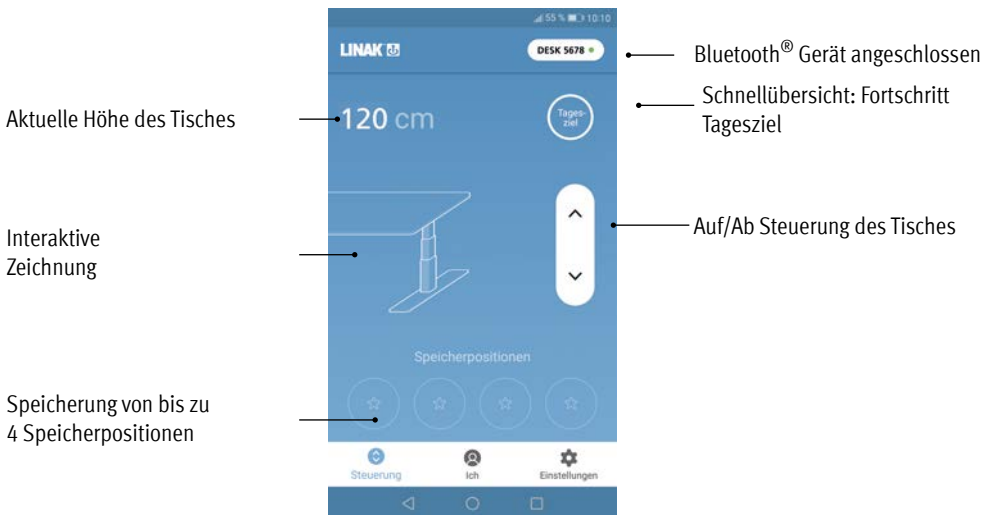 55 % 10:10
LINAK
DESK 5678
Bluetooth® Gerät angeschlossen
Schnellübersicht: Fortschritt
Tagesziel
Aktuelle Höhe des Tisches
120 cm
Tages-
ziel
Auf/Ab Steuerung des Tisches
Interaktive
Zeichnung
Speicherpositionen
Speicherung von bis zu
4 Speicherpositionen
Steuerung
Ich
Einstellungen